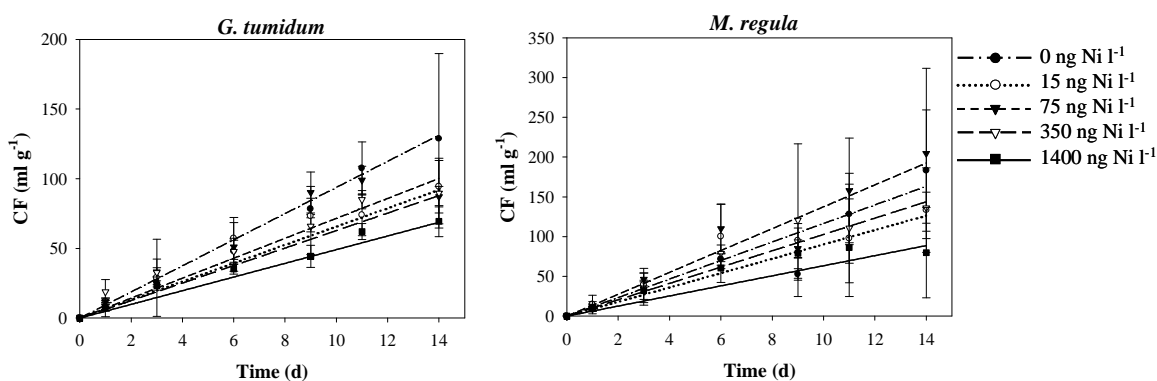 G. tumidum
200
150
100
50
0
CF (ml g-1)
0 2 4 6 8 10 12 14
Time (d)
M. regula
350
300
250
200
150
100
50
0
CF (ml g-1)
0 2 4 6 8 10 12 14
Time (d)
0 ng Ni l-1
15 ng Ni l-1
75 ng Ni l-1
350 ng Ni l-1
1400 ng Ni l-1